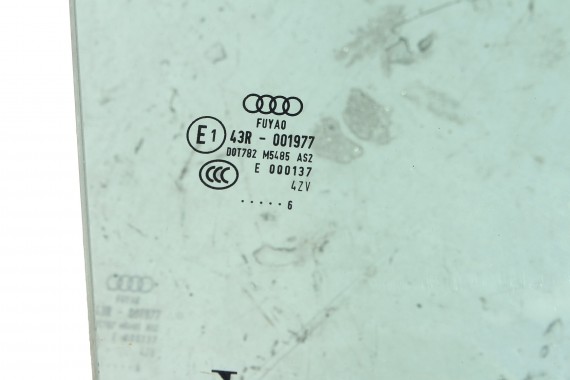 FUYAO
E1 43R - 001977
DOT782 M5485 AS2
CCC E 000137
4ZV
..... 6